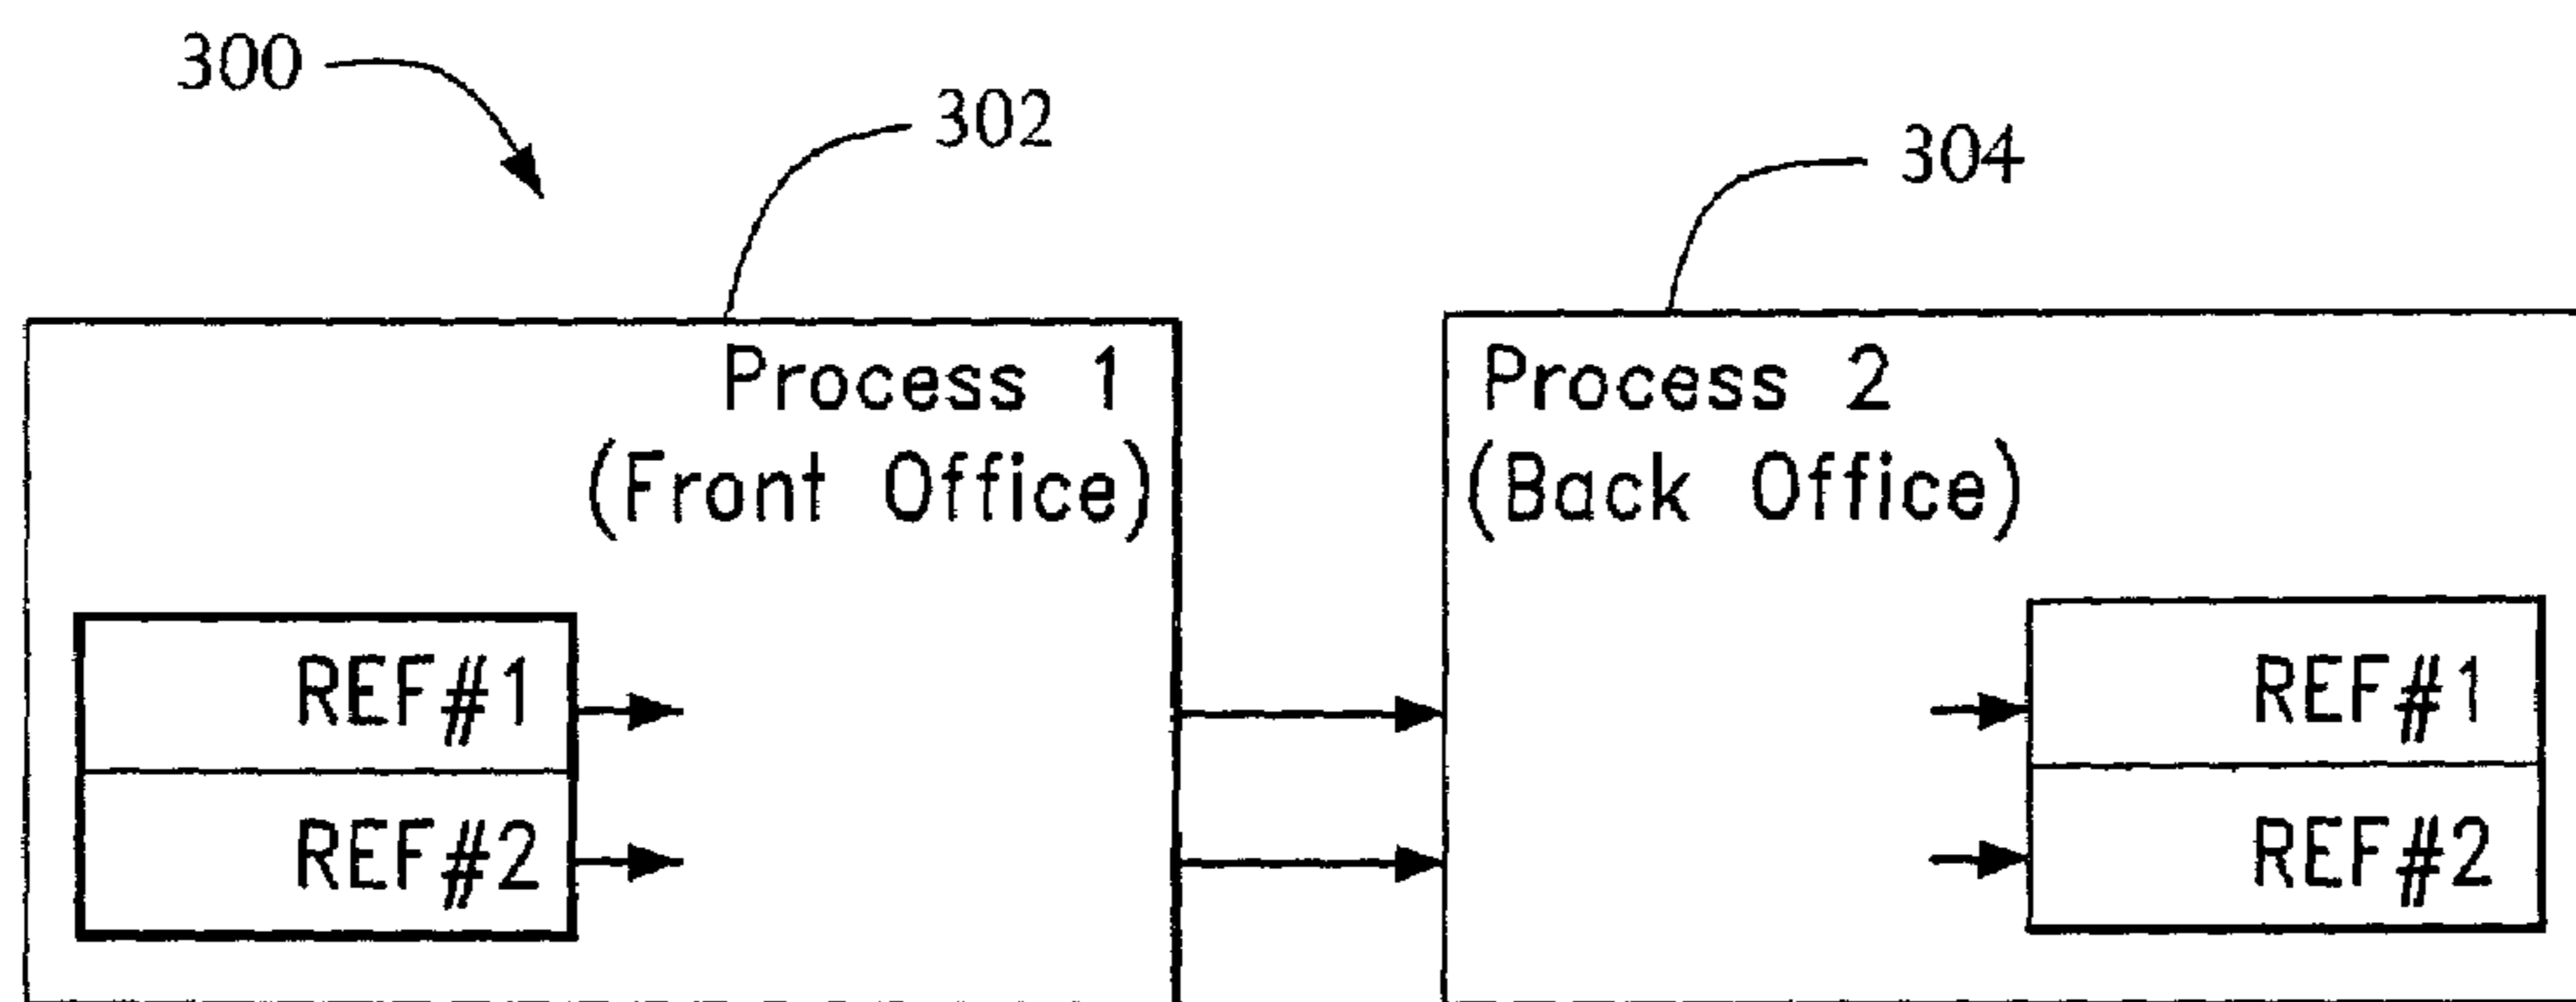 300
302
304
Process 1
(Front Office)
REF#1
REF#2
Process 2
(Back Office)
REF#1
REF#2